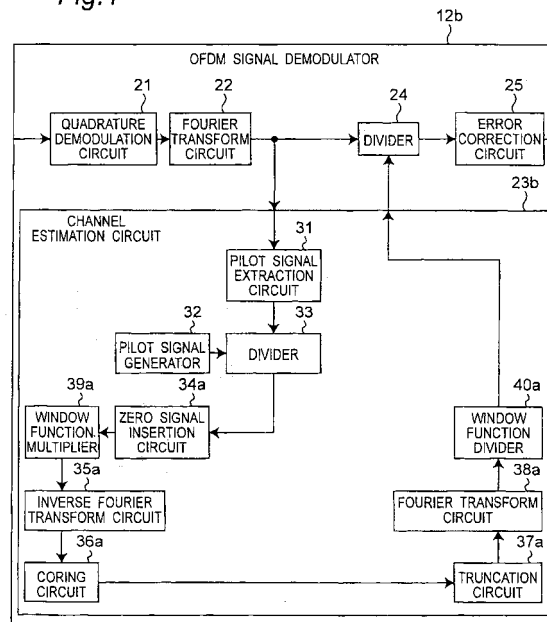 12b
OFDM SIGNAL DEMODULATOR
21
22
24
25
QUADRATURE
DEMODULATION
CIRCUIT
FOURIER
TRANSFORM
CIRCUIT
DIVIDER
ERROR
CORRECTION
CIRCUIT
23b
CHANNEL
ESTIMATION CIRCUIT
31
PILOT SIGNAL
EXTRACTION
CIRCUIT
32
33
PILOT SIGNAL
GENERATOR
DIVIDER
39a
34a
40a
WINDOW
FUNCTION
MULTIPLIER
ZERO SIGNAL
INSERTION
CIRCUIT
WINDOW
FUNCTION
DIVIDER
35a
38a
INVERSE FOURIER
TRANSFORM CIRCUIT
FOURIER TRANSFORM
CIRCUIT
36a
37a
CORING
CIRCUIT
TRUNCATION
CIRCUIT